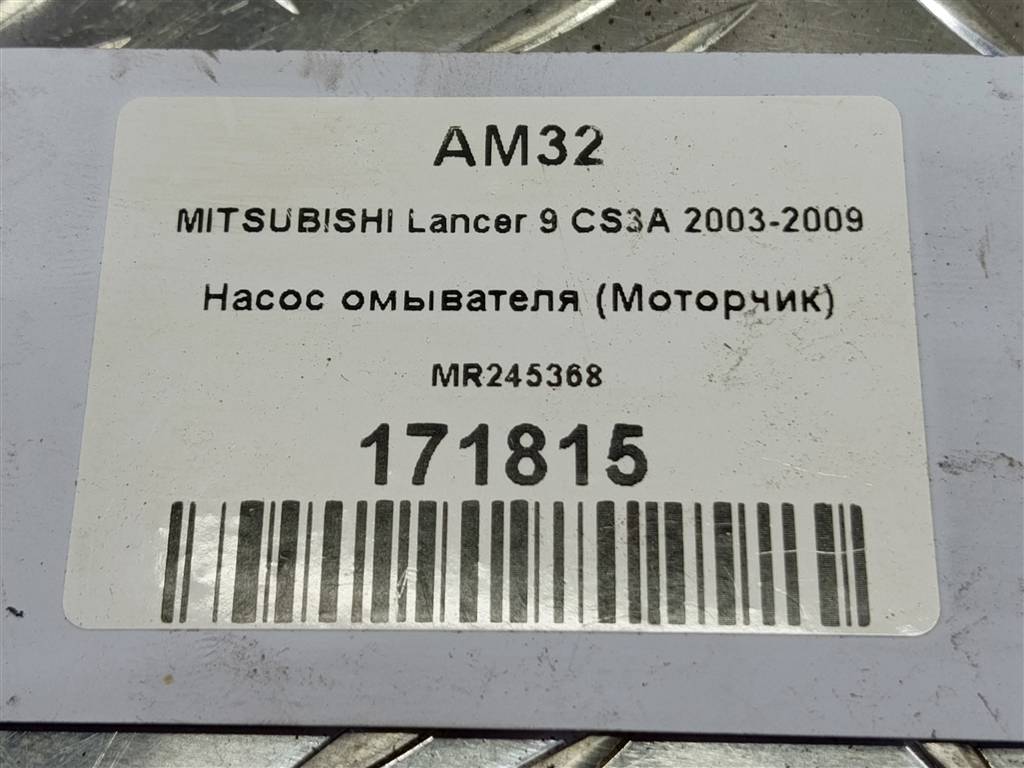 AM32
MITSUBISHI Lancer 9 CS3A 2003-2009
Насос омывателя (Моторчик)
MR245368
171815